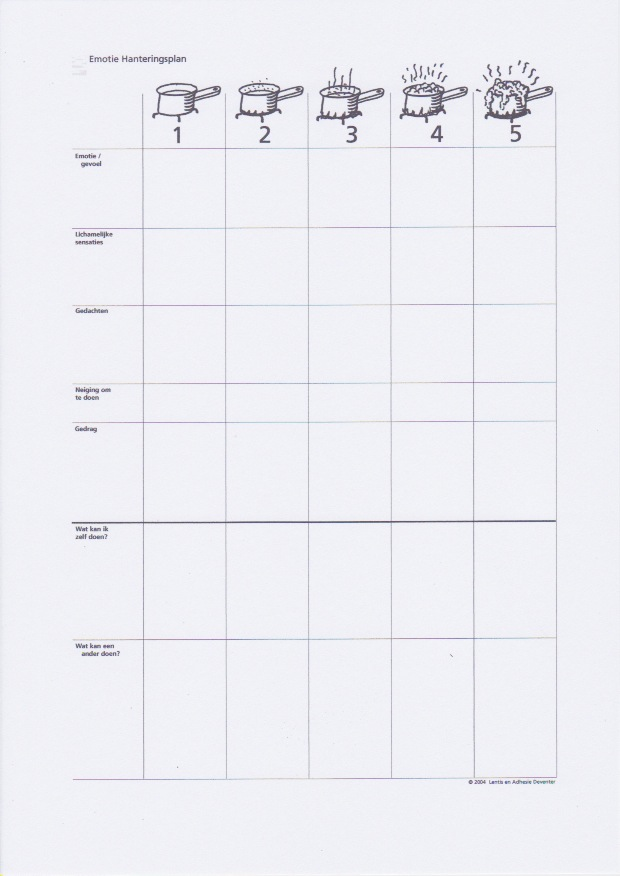 Emotie Hanteringsplan
1 2 3 4 5
Emotie /
gevoel
Lichamelijke
sensaties
Gedachten
Neiging om
te doen
Gedrag
Wat kan ik
zelf doen?
Wat kan een
ander doen?
© 2004 Lentis en Adhesie Deventer